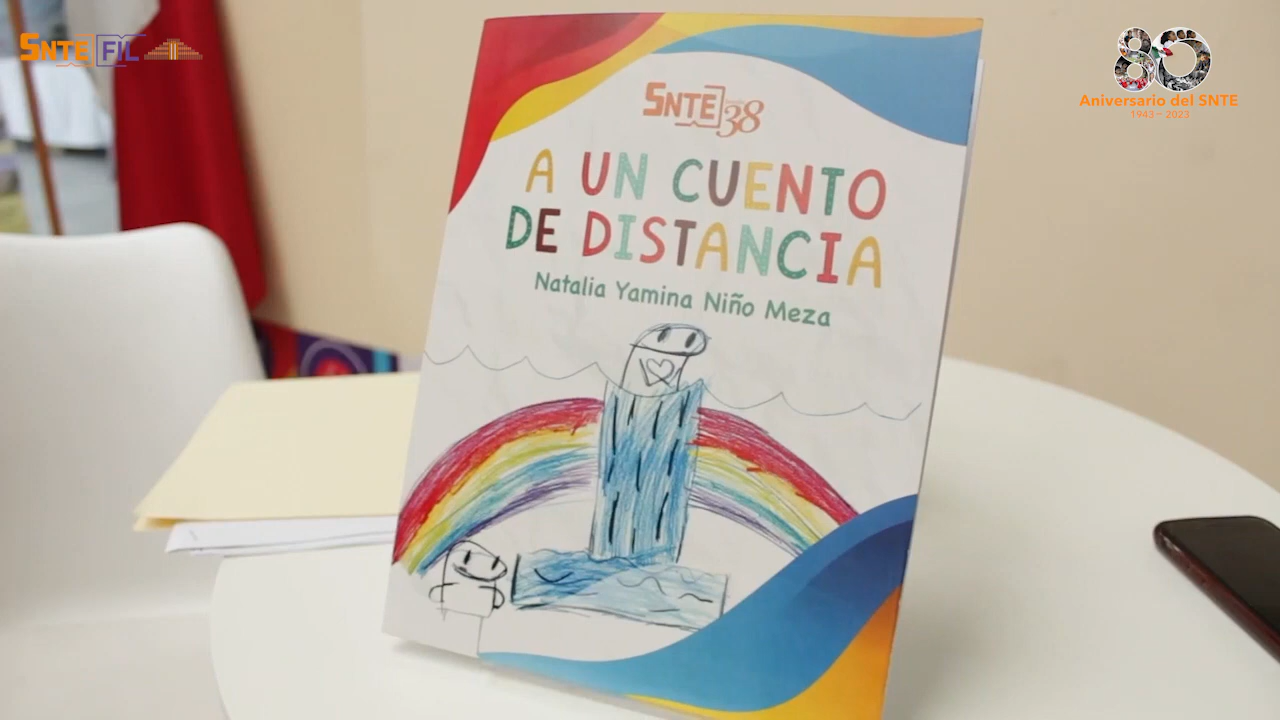 SNTE FIL
80
Aniversario del SNTE
1943 - 2023
SNTE 38
A UN CUENTO
DE DISTANCIA
Natalia Yamina Niño Meza